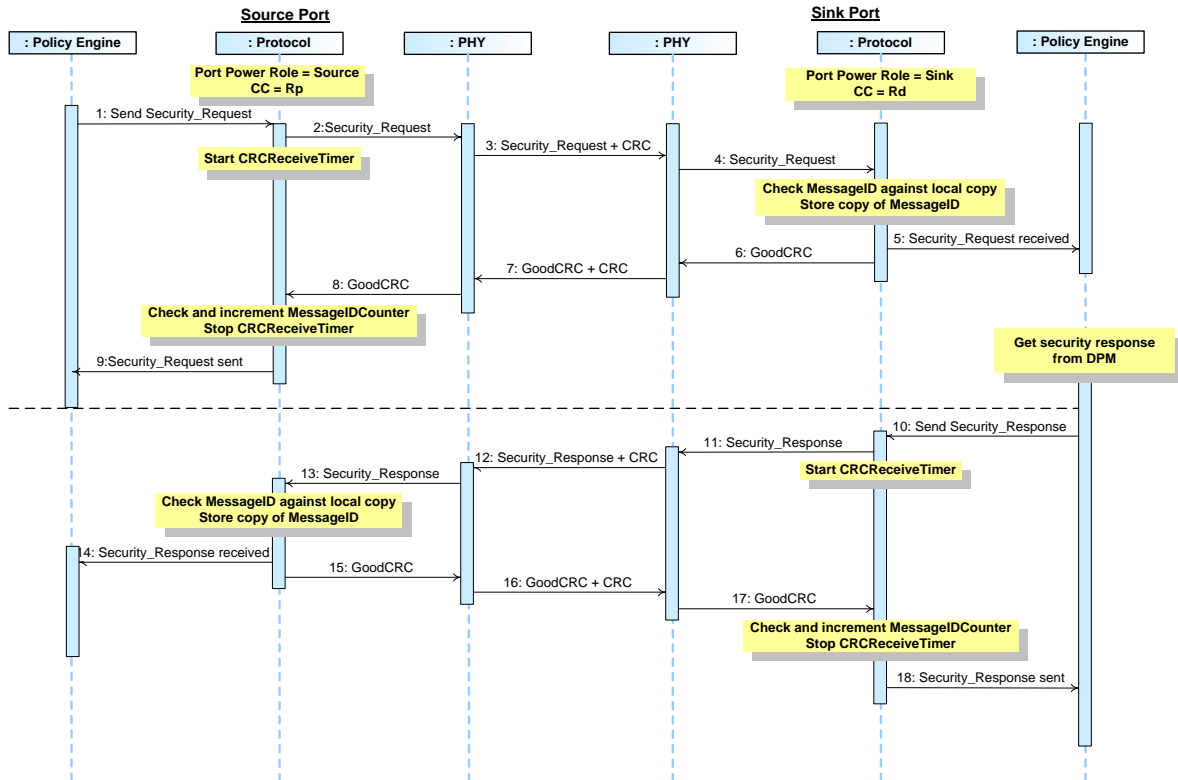 Source Port
Sink Port
: Policy Engine
: Protocol
: PHY
: PHY
: Protocol
: Policy Engine
Port Power Role = Source
CC = Rp
Port Power Role = Sink
CC = Rd
1: Send Security_Request
2:Security_Request
Start CRCReceiveTimer
3: Security_Request + CRC
4: Security_Request
Check MessageID against local copy
Store copy of MessageID
5: Security_Request received
6: GoodCRC
7: GoodCRC + CRC
8: GoodCRC
Check and increment MessageIDCounter
Stop CRCReceiveTimer
9:Security_Request sent
Get security response
from DPM
10: Send Security_Response
11: Security_Response
Start CRCReceiveTimer
12: Security_Response + CRC
13: Security_Response
Check MessageID against local copy
Store copy of MessageID
14: Security_Response received
15: GoodCRC
16: GoodCRC + CRC
17: GoodCRC
Check and increment MessageIDCounter
Stop CRCReceiveTimer
18: Security_Response sent